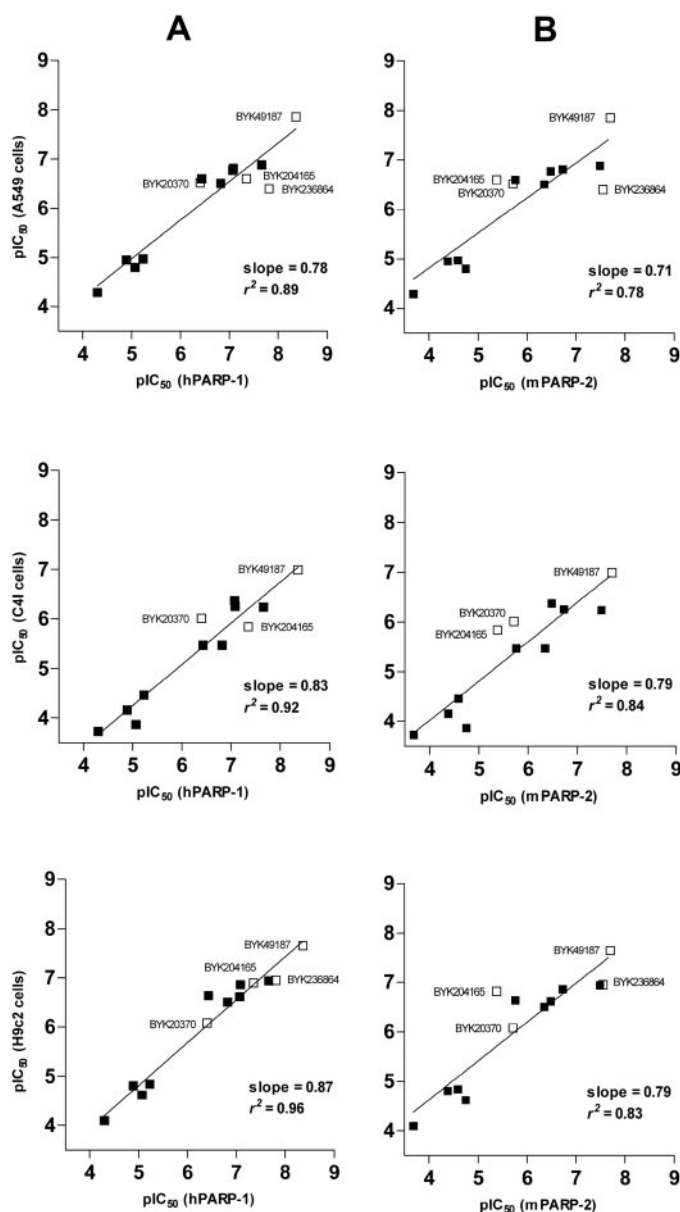 A
B
9
8
7
6
5
4
pIC50 (A549 cells)
BYK49187
BYK20370
BYK204165
BYK236864
slope = 0.78
r² = 0.89
4 5 6 7 8 9
pIC50 (hPARP-1)
9
8
7
6
5
4
BYK49187
BYK204165
BYK20370
BYK236864
slope = 0.71
r² = 0.78
4 5 6 7 8 9
pIC50 (mPARP-2)
9
8
7
6
5
4
pIC50 (C4I cells)
BYK49187
BYK20370
BYK204165
slope = 0.83
r² = 0.92
4 5 6 7 8 9
pIC50 (hPARP-1)
9
8
7
6
5
4
BYK49187
BYK20370
BYK204165
slope = 0.79
r² = 0.84
4 5 6 7 8 9
pIC50 (mPARP-2)
9
8
7
6
5
4
pIC50 (H9c2 cells)
BYK49187
BYK204165
BYK236864
BYK20370
slope = 0.87
r² = 0.96
4 5 6 7 8 9
pIC50 (hPARP-1)
9
8
7
6
5
4
BYK49187
BYK204165
BYK236864
BYK20370
slope = 0.79
r² = 0.83
4 5 6 7 8 9
pIC50 (mPARP-2)